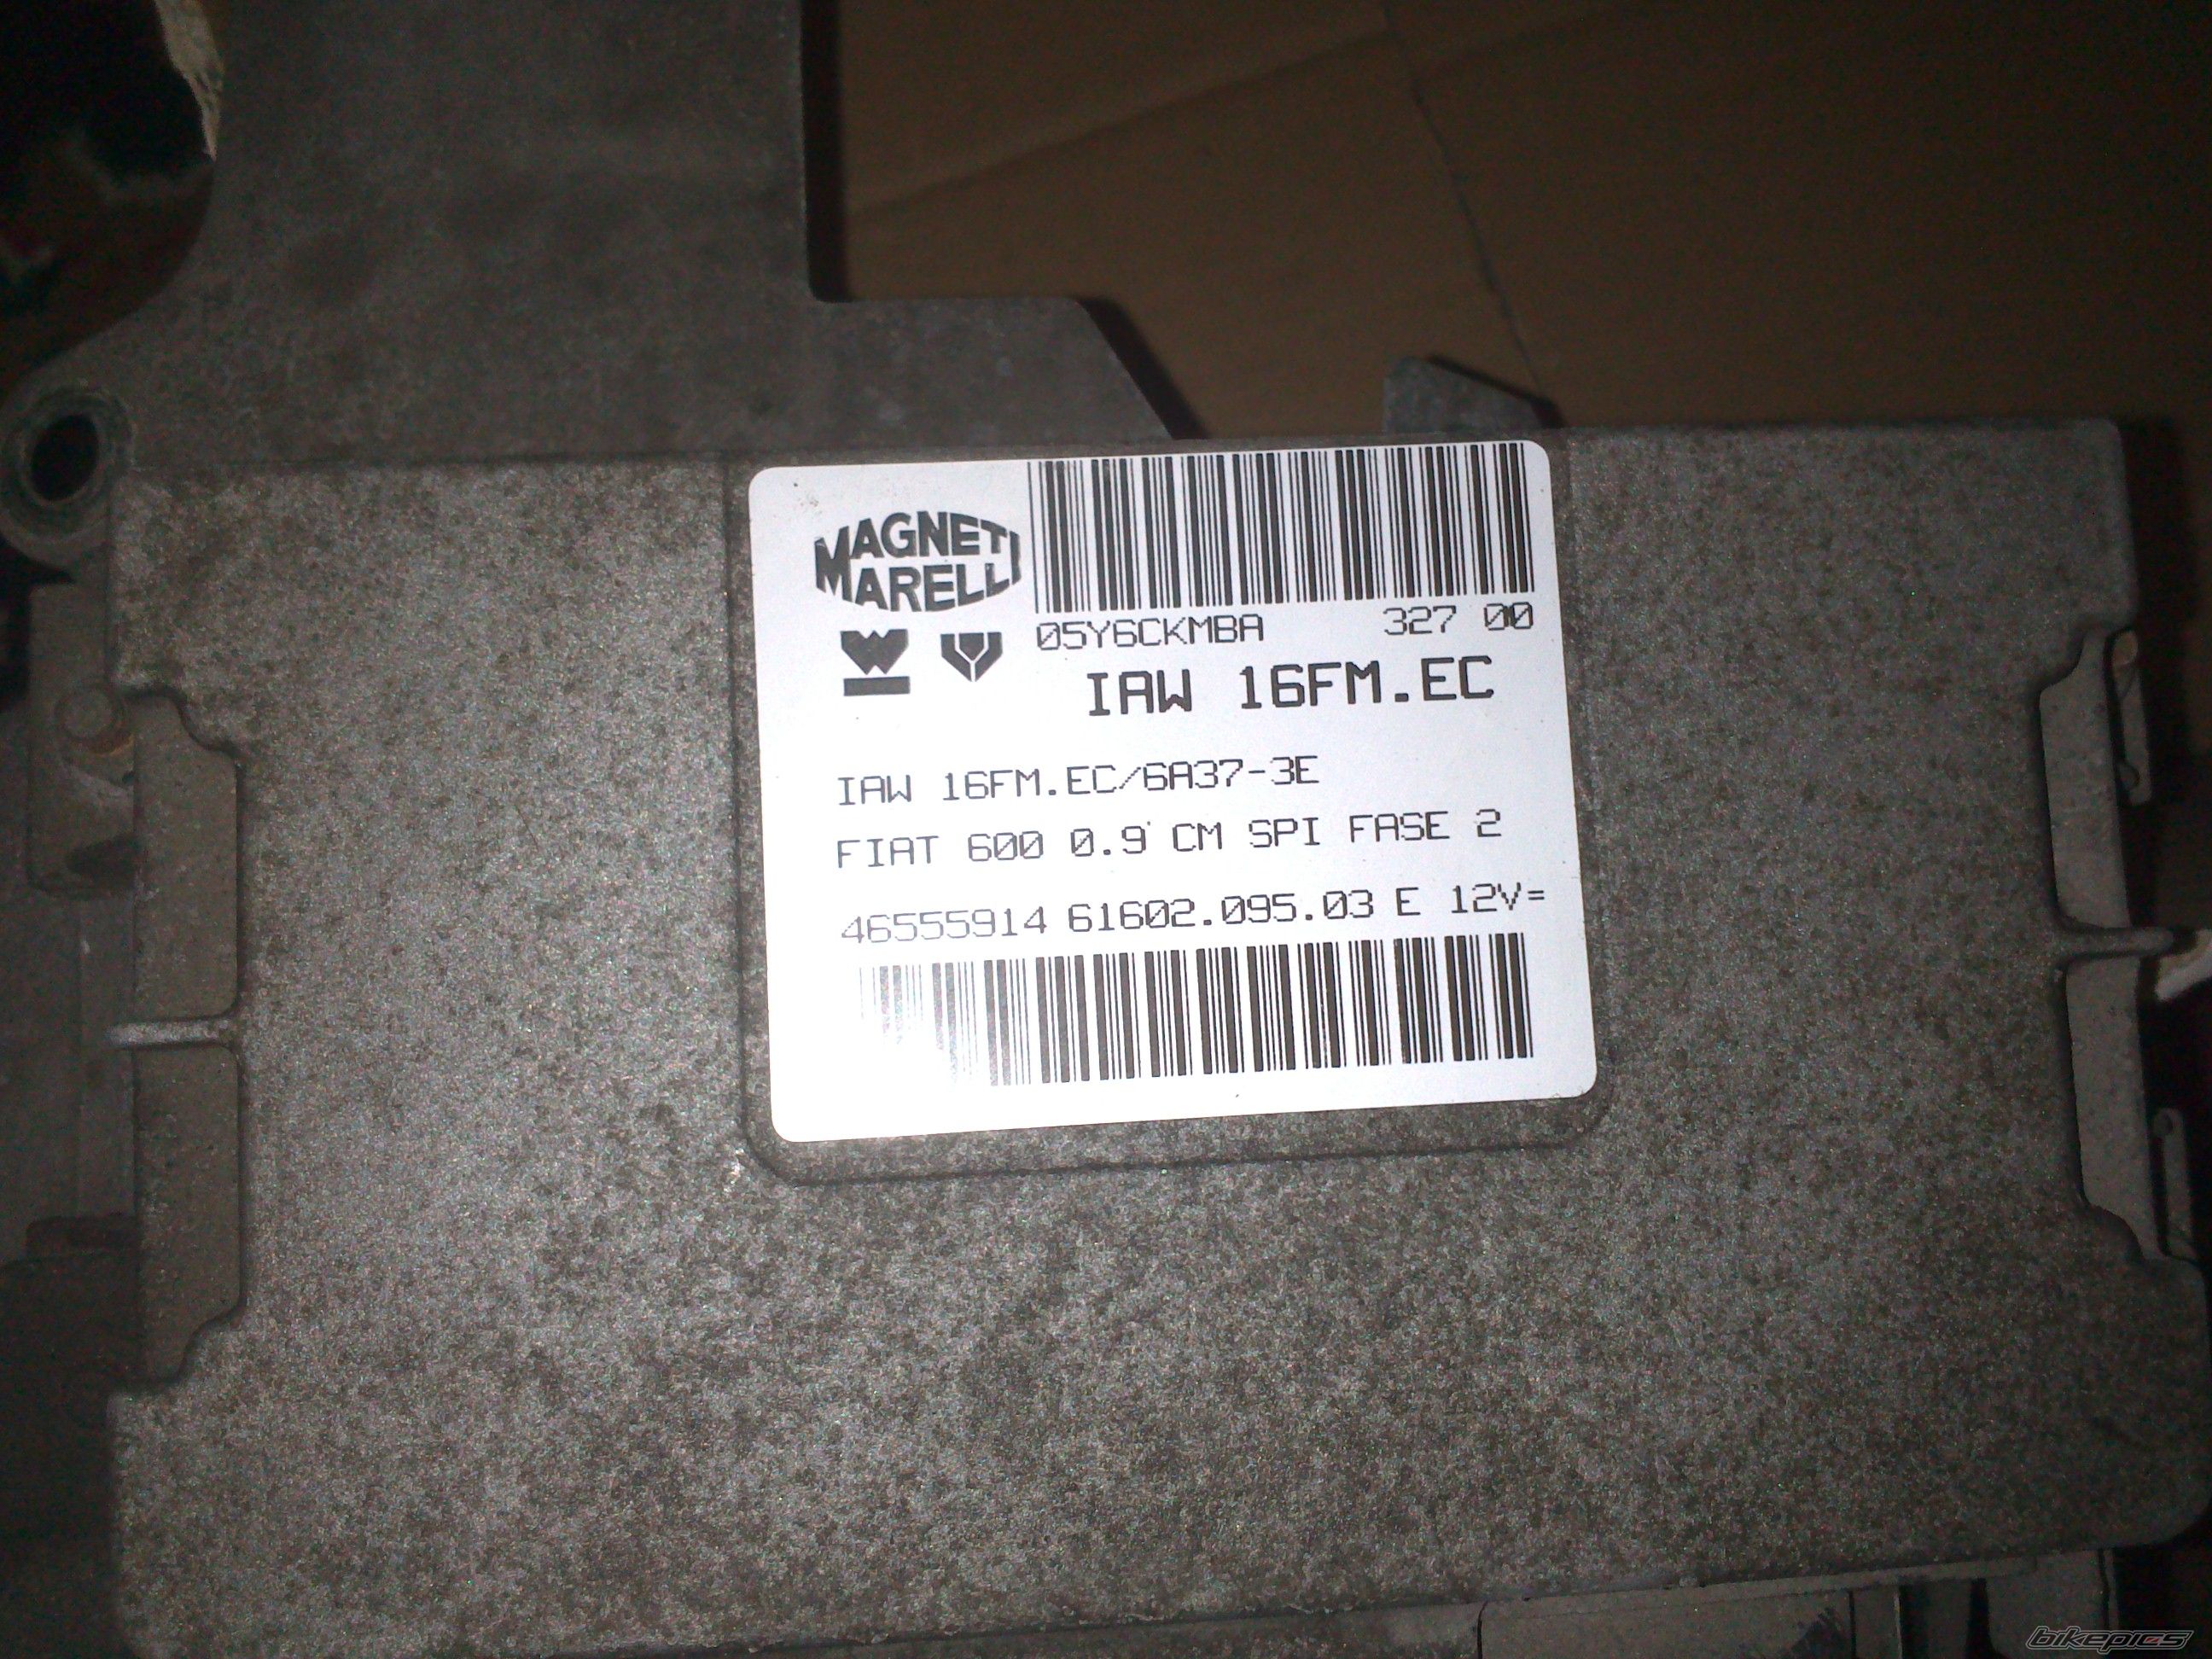 MAGNETI
MARELLI
05Y6CKMBA 327 00
IAW 16FM.EC
IAW 16FM.EC/6A37-3E
FIAT 600 0.9 CM SPI FASE 2
46555914 61602.095.03 E 12V=
bikepics